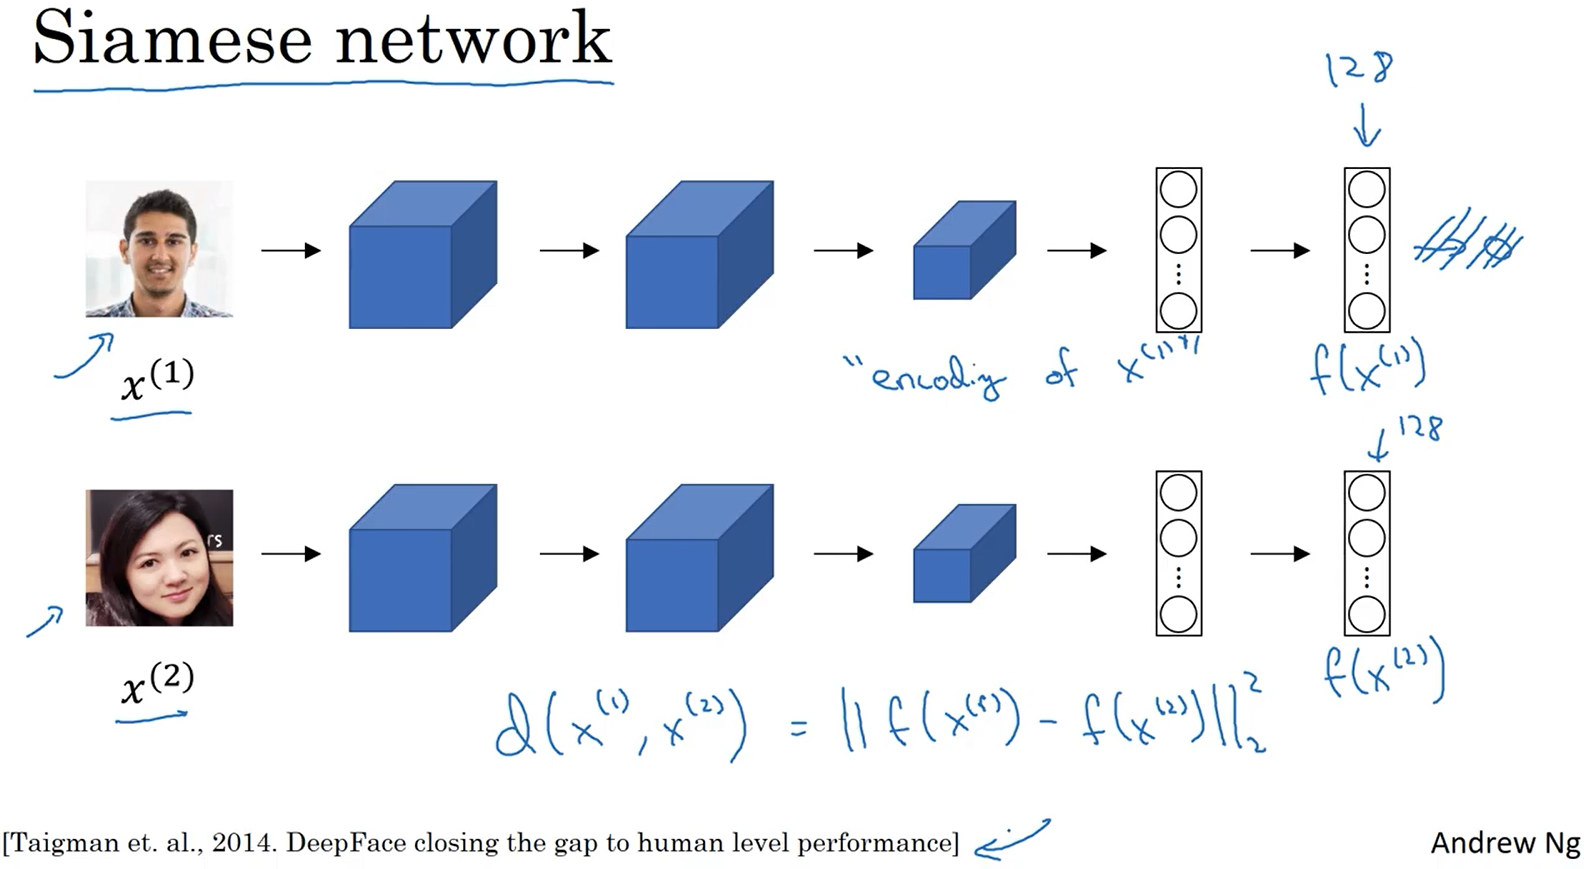 Siamese network
128
x^(1)
"encoding of x^(1)"
f(x^(1))
128
rs
x^(2)
f(x^(2))
d(x^(1), x^(2)) = || f(x^(1)) - f(x^(2)) ||_2^2
[Taigman et. al., 2014. DeepFace closing the gap to human level performance]
Andrew Ng